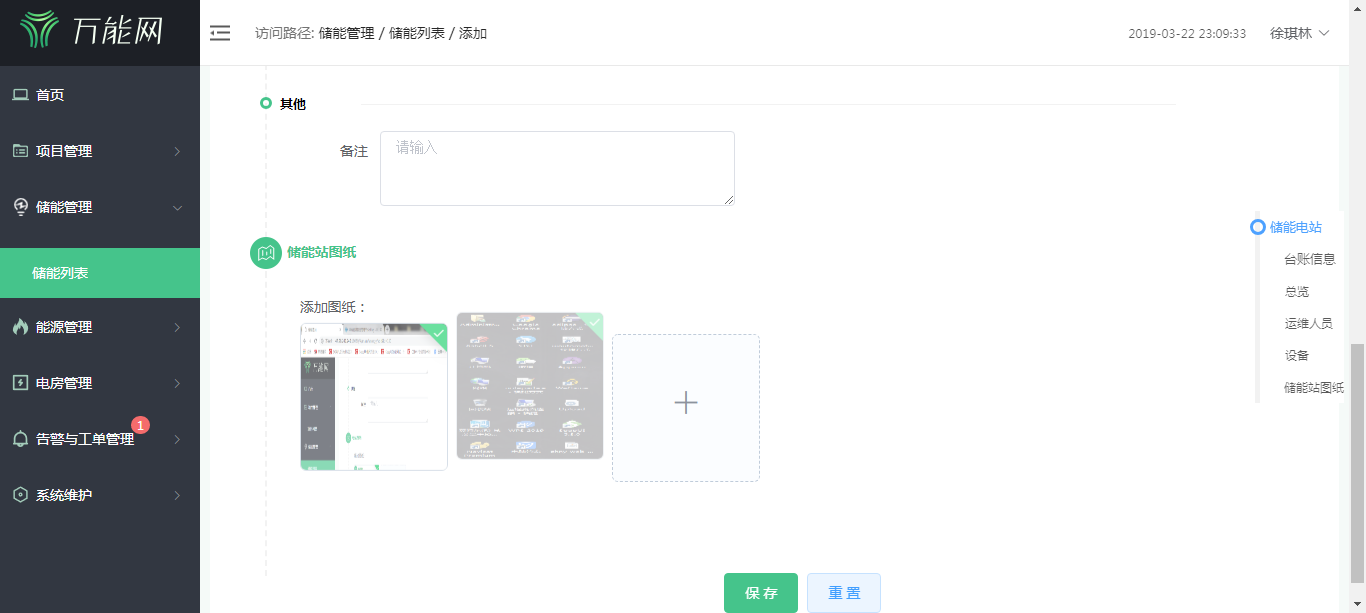 万能网
访问路径: 储能管理 / 储能列表 / 添加
2019-03-22 23:09:33
徐琪林
首页
项目管理
储能管理
储能列表
能源管理
电房管理
告警与工单管理
1
系统维护
其他
备注
请输入
储能站图纸
添加图纸：
保存
重置
储能电站
台账信息
总览
运维人员
设备
储能站图纸